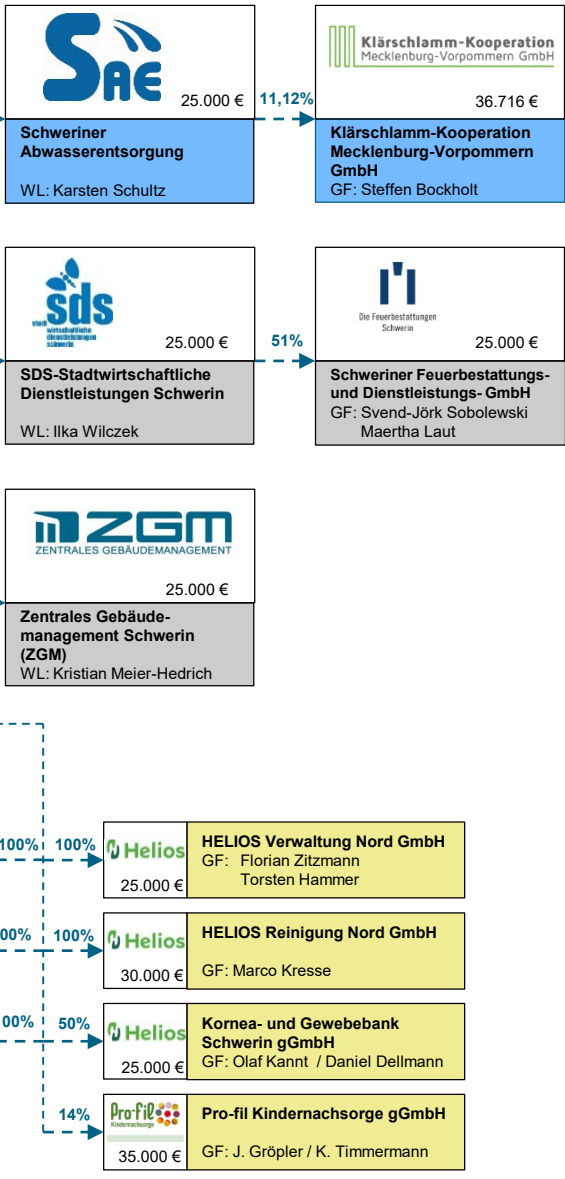 SAE
25.000 €
Schweriner
Abwasserentsorgung
WL: Karsten Schultz
11,12%
Klärschlamm-Kooperation
Mecklenburg-Vorpommern GmbH
36.716 €
Klärschlamm-Kooperation
Mecklenburg-Vorpommern
GmbH
GF: Steffen Bockholt
sds
stadt
wirtschaftliche
dienstleistungen
schwerin
25.000 €
SDS-Stadtwirtschaftliche
Dienstleistungen Schwerin
WL: Ilka Wilczek
51%
Die Feuerbestattungen
Schwerin
25.000 €
Schweriner Feuerbestattungs-
und Dienstleistungs- GmbH
GF: Svend-Jörk Sobolewski
Maertha Laut
ZGM
ZENTRALES GEBÄUDEMANAGEMENT
25.000 €
Zentrales Gebäude-
management Schwerin
(ZGM)
WL: Kristian Meier-Hedrich
100% 100%
Helios
25.000 €
HELIOS Verwaltung Nord GmbH
GF: Florian Zitzmann
Torsten Hammer
00% 100%
Helios
30.000 €
HELIOS Reinigung Nord GmbH
GF: Marco Kresse
00% 50%
Helios
25.000 €
Kornea- und Gewebebank
Schwerin gGmbH
GF: Olaf Kannt / Daniel Dellmann
14%
Pro-fil
Kindernachsorge
35.000 €
Pro-fil Kindernachsorge gGmbH
GF: J. Gröpler / K. Timmermann